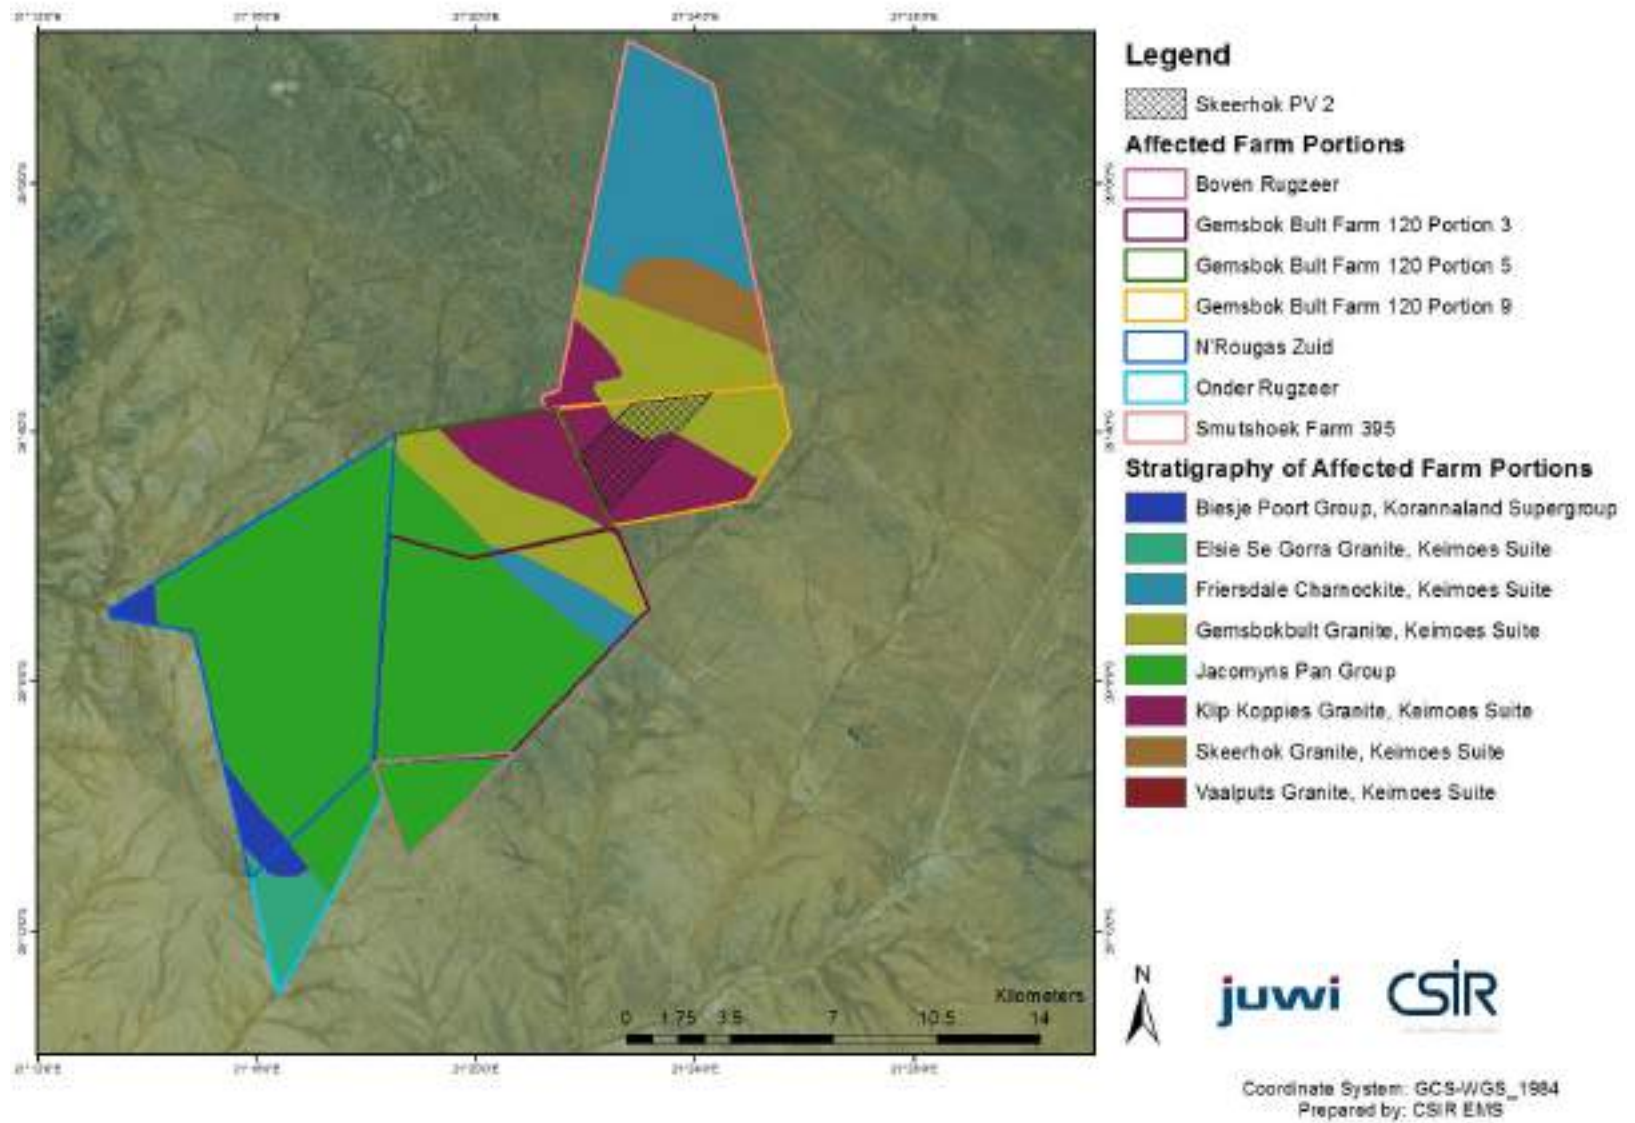 Legend
Skeerhok PV 2
Affected Farm Portions
Boven Rugzeer
Gemsbok Bult Farm 120 Portion 3
Gemsbok Bult Farm 120 Portion 5
Gemsbok Bult Farm 120 Portion 9
N'Rougas Zuid
Onder Rugzeer
Smutshoek Farm 395
Stratigraphy of Affected Farm Portions
Biesje Poort Group, Korannaland Supergroup
Elsie Se Gorra Granite, Keimoes Suite
Friersdale Charnockite, Keimoes Suite
Gemsbokbult Granite, Keimoes Suite
Jacomyns Pan Group
Klip Koppies Granite, Keimoes Suite
Skeerhok Granite, Keimoes Suite
Vaalputs Granite, Keimoes Suite
Kilometers
0 1.75 3.5 7 10.5 14
N
juwi
CSIR
Coordinate System: GCS-WGS_1984
Prepared by: CSIR EMS